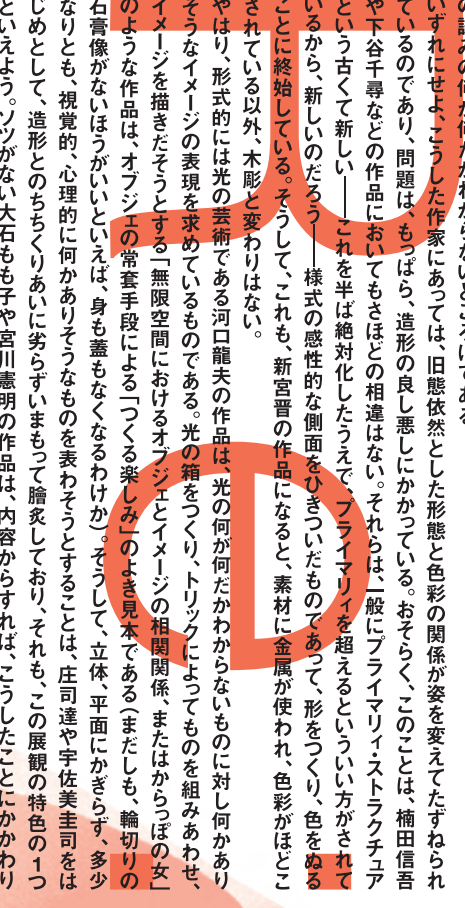 いずれにせよ、こうした作家にあっては、旧態依然とした形態と色彩の関係が姿を変えてたずねられ
ているのであり、問題は、もっぱら、造形の良し悪しにかかっている。おそらく、このことは、楠田信吾
や下谷千尋などの作品においてもさほどの相違はない。それらは、一般にプライマリィ・ストラクチュア
という古くて新しい──これを半ば絶対化したうえで、プライマリィを超えるといういい方がされて
いるから、新しいのだろう──様式の感性的な側面をひきついだものであって、形をつくり、色をぬる
ことに終始している。そうして、これも、新宮晋の作品になると、素材に金属が使われ、色彩がほどこ
されている以外、木彫と変わりはない。
やはり、形式的には光の芸術である河口龍夫の作品は、光の何が何だかわからないものに対し何かあり
そうなイメージの表現を求めているものである。光の箱をつくり、トリックによってものを組みあわせ、
イメージを描きだそうとする「無限空間におけるオブジェとイメージの相関関係、またはからっぽの女」
のような作品は、オブジェの常套手段による「つくる楽しみ」のよき見本である（まだしも、輪切りの
石膏像がないほうがいいといえば、身も蓋もなくなるわけか）。そうして、立体、平面にかぎらず、多少
なりとも、視覚的、心理的に何かありそうなものを表わそうとすることは、庄司達や宇佐美圭司をは
じめとして、造形とのちちくりあいに劣らずいまもって膾炙しており、それも、この展観の特色の1つ
といえよう。ソツがない大石もも子や宮川憲明の作品は、内容からすれば、こうしたことにかかわり